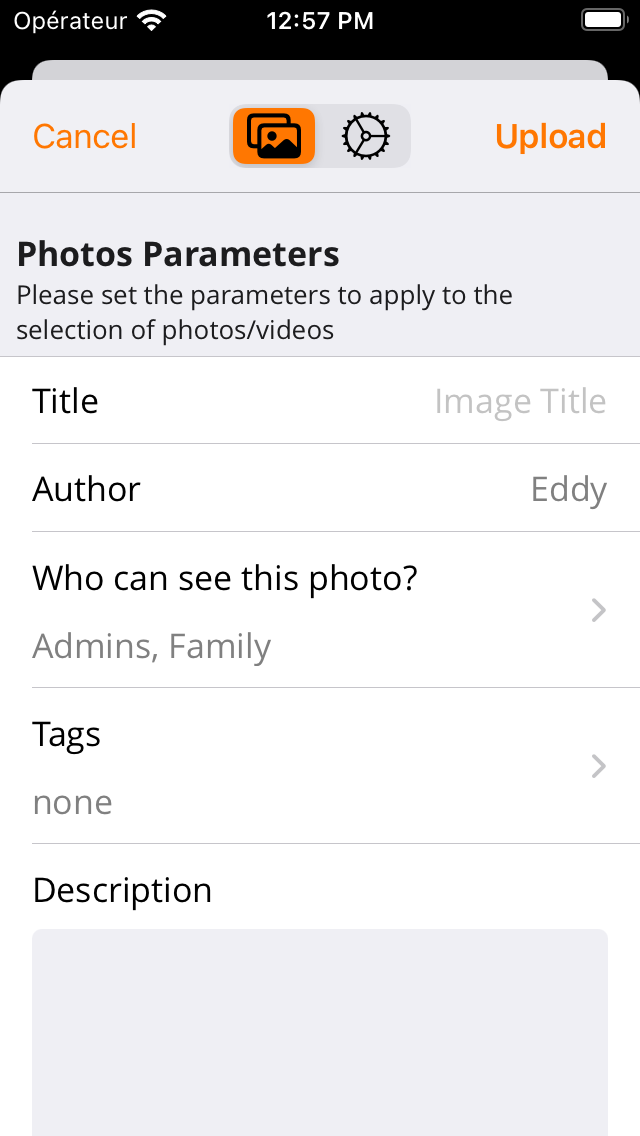 Opérateur 12:57 PM
Cancel Upload
Photos Parameters
Please set the parameters to apply to the
selection of photos/videos
Title Image Title
Author Eddy
Who can see this photo?
Admins, Family
Tags
none
Description